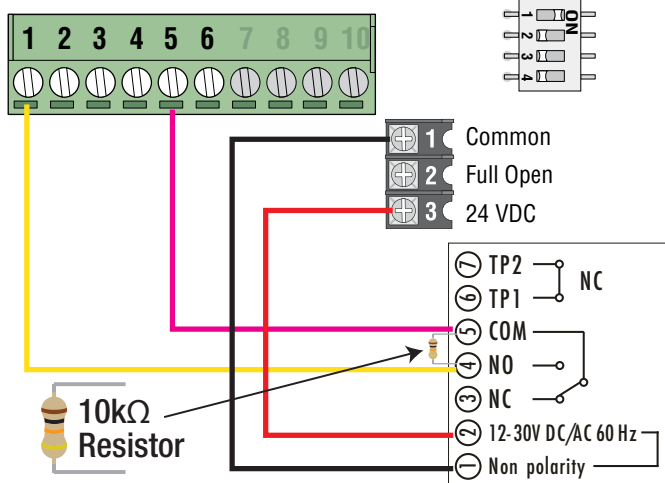 1 2 3 4 5 6 7 8 9 10
ON
1
2
3
4
1 Common
2 Full Open
3 24 VDC
7 TP2
NC
6 TP1
5 COM
4 NO
3 NC
2 12-30V DC/AC 60 Hz
1 Non polarity
10kΩ
Resistor